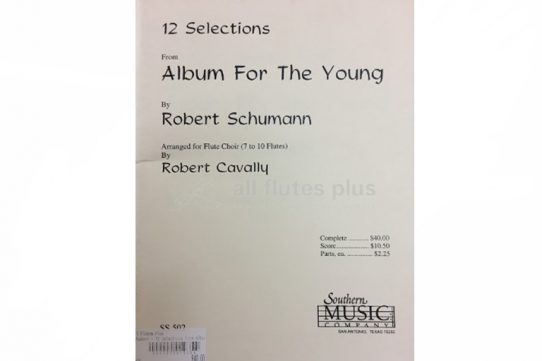 12 Selections
From
Album For The Young
By
Robert Schumann
Arranged for Flute Choir (7 to 10 Flutes)
By
Robert Cavally
all flutes plus
Complete ........... $40.00
Score............... $10.50
Parts, ea. .......... $2.25
Southern
MUSIC
COMPANY
SAN ANTONIO, TEXAS 78292
SS 502